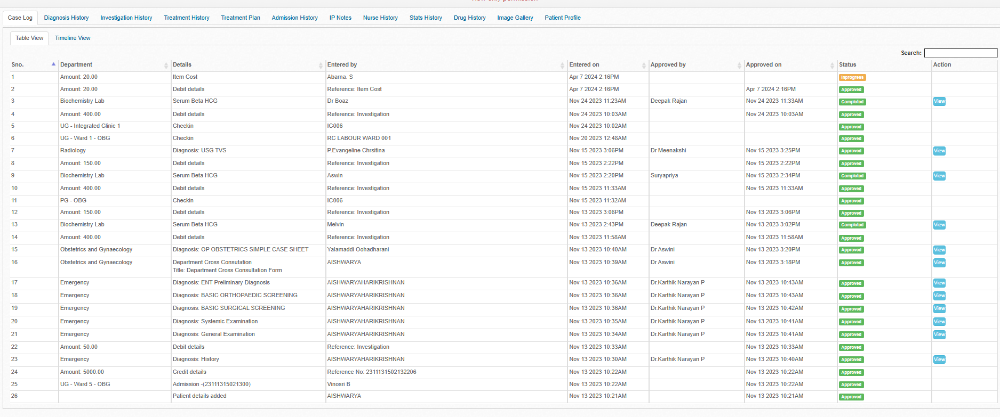 Case Log Diagnosis History Investigation History Treatment History Treatment Plan Admission History IP Notes Nurse History Stats History Drug History Image Gallery Patient Profile
Table View Timeline View
Search:
Sno. Department Details Entered by Entered on Approved by Approved on Status Action
1 Amount: 20.00 Item Cost Abarna. S Apr 7 2024 2:16PM Inprogress
2 Amount: 20.00 Debit details Reference: Item Cost Apr 7 2024 2:16PM Apr 7 2024 2:16PM Approved
3 Biochemistry Lab Serum Beta HCG Dr Boaz Nov 24 2023 11:23AM Deepak Rajan Nov 24 2023 11:33AM Completed View
4 Amount: 400.00 Debit details Reference: Investigation Nov 24 2023 10:03AM Nov 24 2023 10:03AM Approved
5 UG - Integrated Clinic 1 Checkin IC006 Nov 24 2023 10:02AM Approved
6 UG - Ward 1 - OBG Checkin RC LABOUR WARD 001 Nov 20 2023 12:48AM Approved
7 Radiology Diagnosis: USG TVS P.Evangeline Chrsitina Nov 15 2023 3:06PM Dr Meenakshi Nov 15 2023 3:25PM Approved View
8 Amount: 150.00 Debit details Reference: Investigation Nov 15 2023 2:22PM Nov 15 2023 2:22PM Approved
9 Biochemistry Lab Serum Beta HCG Aswin Nov 15 2023 2:20PM Suryapriya Nov 15 2023 2:34PM Completed View
10 Amount: 400.00 Debit details Reference: Investigation Nov 15 2023 11:33AM Nov 15 2023 11:33AM Approved
11 PG - OBG Checkin IC006 Nov 15 2023 11:32AM Approved
12 Amount: 150.00 Debit details Reference: Investigation Nov 13 2023 3:06PM Nov 13 2023 3:06PM Approved
13 Biochemistry Lab Serum Beta HCG Melvin Nov 13 2023 2:43PM Deepak Rajan Nov 13 2023 3:02PM Completed View
14 Amount: 400.00 Debit details Reference: Investigation Nov 13 2023 11:58AM Nov 13 2023 11:58AM Approved
15 Obstetrics and Gynaecology Diagnosis: OP OBSTETRICS SIMPLE CASE SHEET Yalamaddi Oohadharani Nov 13 2023 10:40AM Dr Aswini Nov 13 2023 3:20PM Approved View
16 Obstetrics and Gynaecology Department Cross Consutation AISHWARYA Nov 13 2023 10:39AM Dr Aswini Nov 13 2023 3:18PM Approved View
Title: Department Cross Consultation Form
17 Emergency Diagnosis: ENT Preliminary Diagnosis AISHWARYAHARIKRISHNAN Nov 13 2023 10:36AM Dr.Karthik Narayan P Nov 13 2023 10:43AM Approved View
18 Emergency Diagnosis: BASIC ORTHOPAEDIC SCREENING AISHWARYAHARIKRISHNAN Nov 13 2023 10:36AM Dr.Karthik Narayan P Nov 13 2023 10:43AM Approved View
19 Emergency Diagnosis: BASIC SURGICAL SCREENING AISHWARYAHARIKRISHNAN Nov 13 2023 10:36AM Dr.Karthik Narayan P Nov 13 2023 10:42AM Approved View
20 Emergency Diagnosis: Systemic Examination AISHWARYAHARIKRISHNAN Nov 13 2023 10:35AM Dr.Karthik Narayan P Nov 13 2023 10:41AM Approved View
21 Emergency Diagnosis: General Examination AISHWARYAHARIKRISHNAN Nov 13 2023 10:34AM Dr.Karthik Narayan P Nov 13 2023 10:41AM Approved View
22 Amount: 50.00 Debit details Reference: Investigation Nov 13 2023 10:33AM Nov 13 2023 10:33AM Approved
23 Emergency Diagnosis: History AISHWARYAHARIKRISHNAN Nov 13 2023 10:30AM Dr.Karthik Narayan P Nov 13 2023 10:40AM Approved View
24 Amount: 5000.00 Credit details Reference No: 2311131502132206 Nov 13 2023 10:22AM Nov 13 2023 10:22AM Approved
25 UG - Ward 5 - OBG Admission -(23111315021300) Vinosri B Nov 13 2023 10:22AM Nov 13 2023 10:22AM Approved
26 Patient details added AISHWARYA Nov 13 2023 10:21AM Nov 13 2023 10:21AM Approved